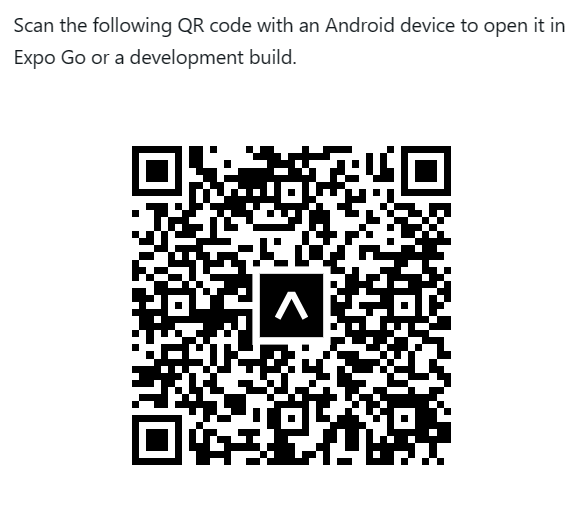 Scan the following QR code with an Android device to open it in
Expo Go or a development build.